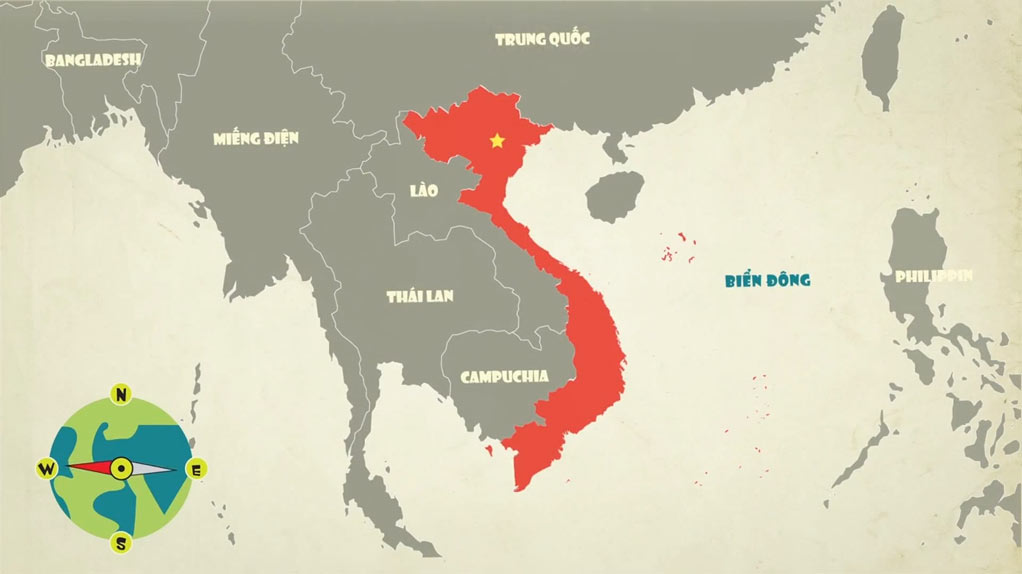 TRUNG QUỐC
BANGLADESH
MIẾNG ĐIỆN
LÀO
PHILIPPIN
BIỂN ĐÔNG
THÁI LAN
CAMPUCHIA
N
W
E
S